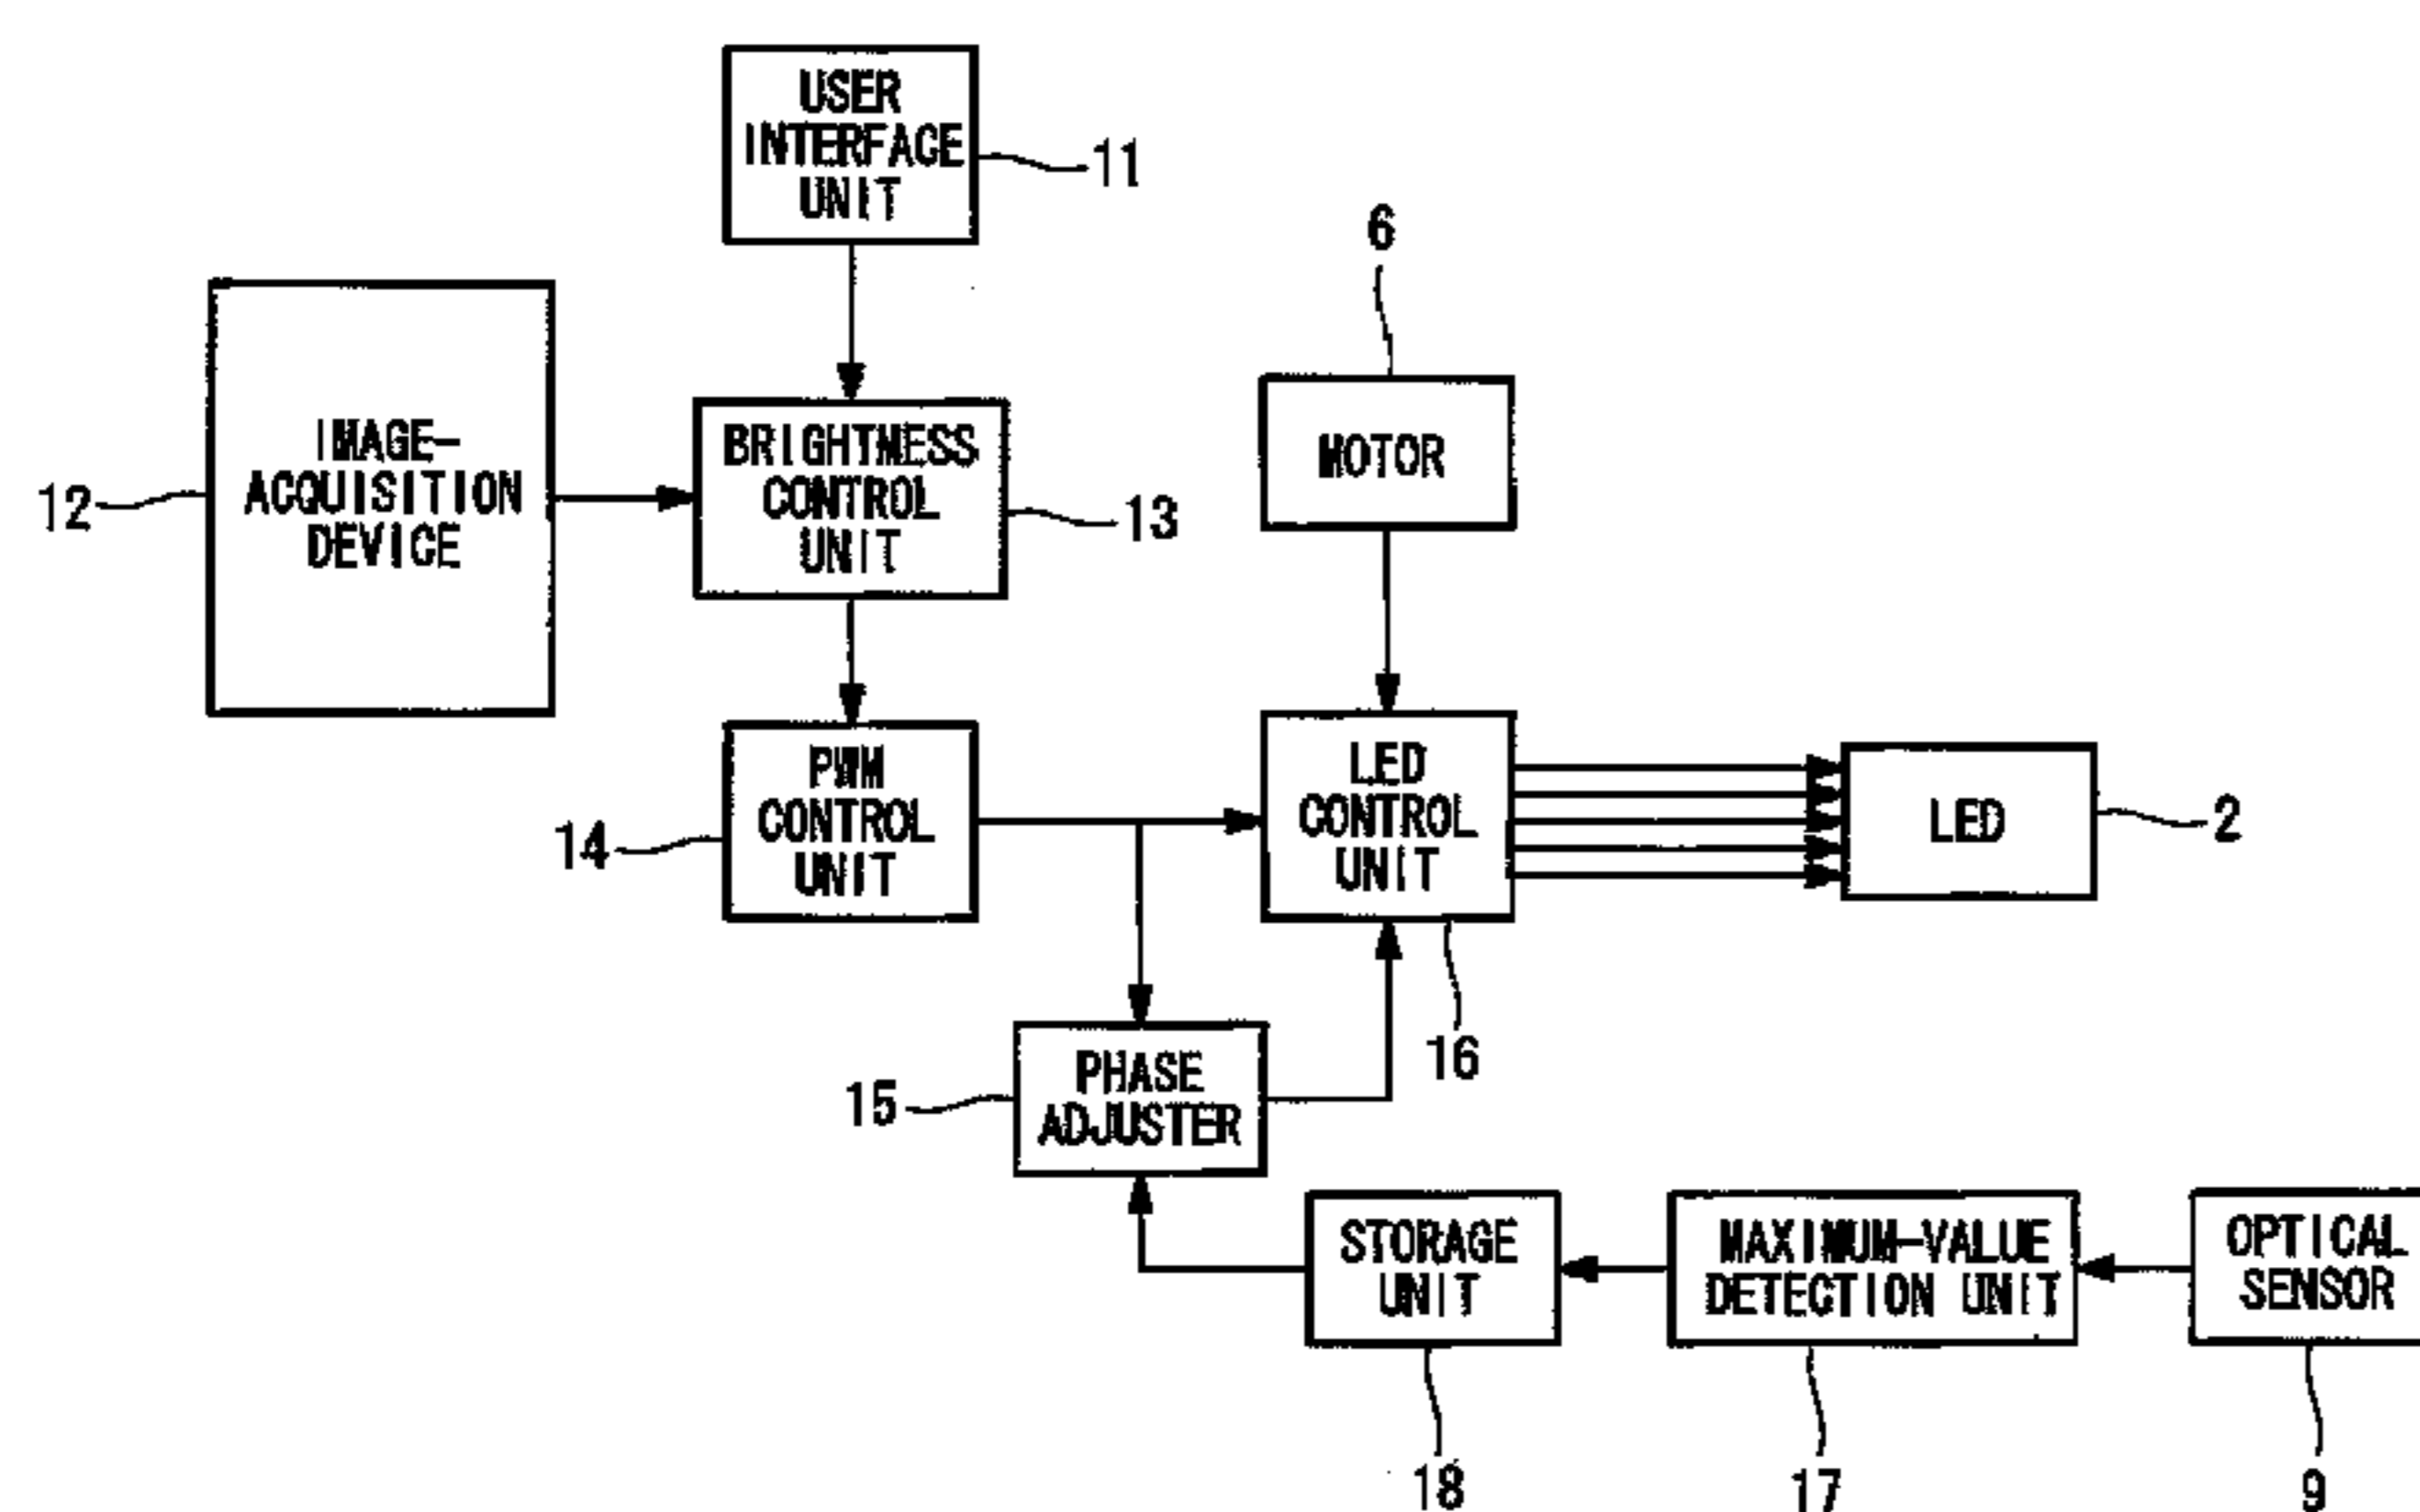 USER
INTERFACE
UNIT
11
6
IMAGE-
ACQUISITION
DEVICE
12
BRIGHTNESS
CONTROL
UNIT
13
MOTOR
PWM
CONTROL
UNIT
14
LED
CONTROL
UNIT
16
LED
2
PHASE
ADJUSTER
15
STORAGE
UNIT
18
MAXIMUM-VALUE
DETECTION UNIT
17
OPTICAL
SENSOR
9